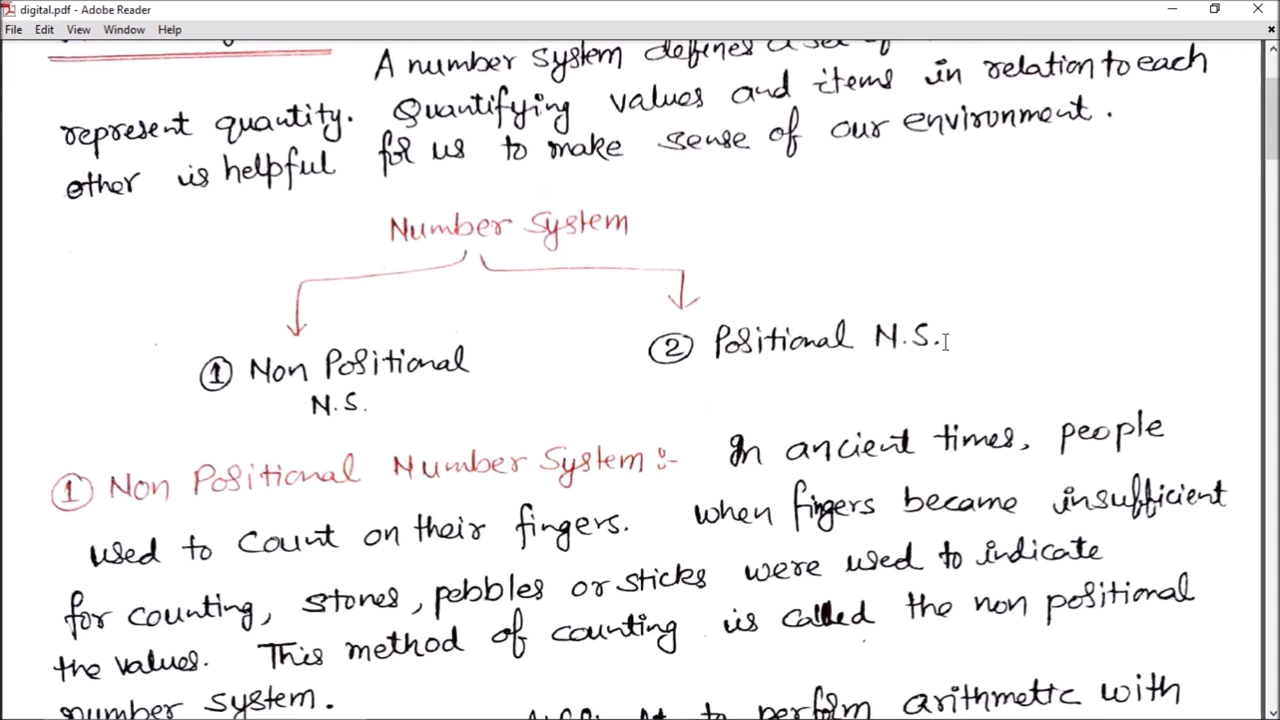 digital.pdf - Adobe Reader
File Edit View Window Help
A number system defines a set of
represent quantity. Quantifying values and items in relation to each
other is helpful for us to make sense of our environment.
Number System
① Non Positional
N.S.
② Positional N.S.
① Non Positional Number System :- In ancient times, people
used to count on their fingers. when fingers became insufficient
for counting, stones, pebbles or sticks were used to indicate
the values. This method of counting is called the non positional
number system.
to perform arithmetic with